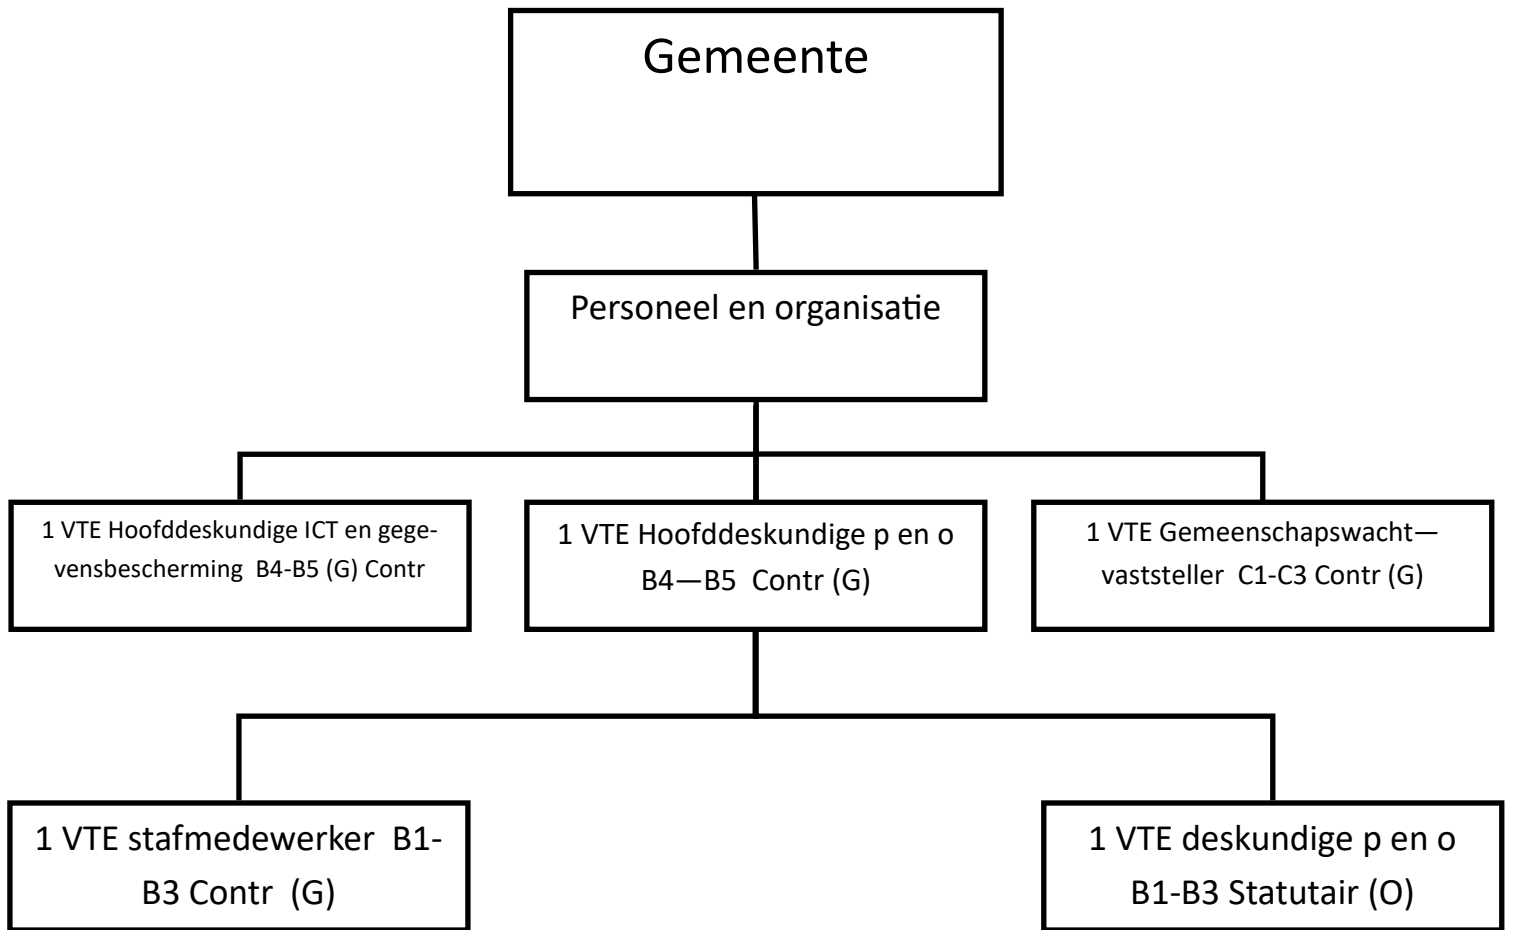 Gemeente
Personeel en organisatie
1 VTE Hoofddeskundige ICT en gege-
vensbescherming B4-B5 (G) Contr
1 VTE Hoofddeskundige p en o
B4—B5 Contr (G)
1 VTE Gemeenschapswacht—
vaststeller C1-C3 Contr (G)
1 VTE stafmedewerker B1-
B3 Contr (G)
1 VTE deskundige p en o
B1-B3 Statutair (O)